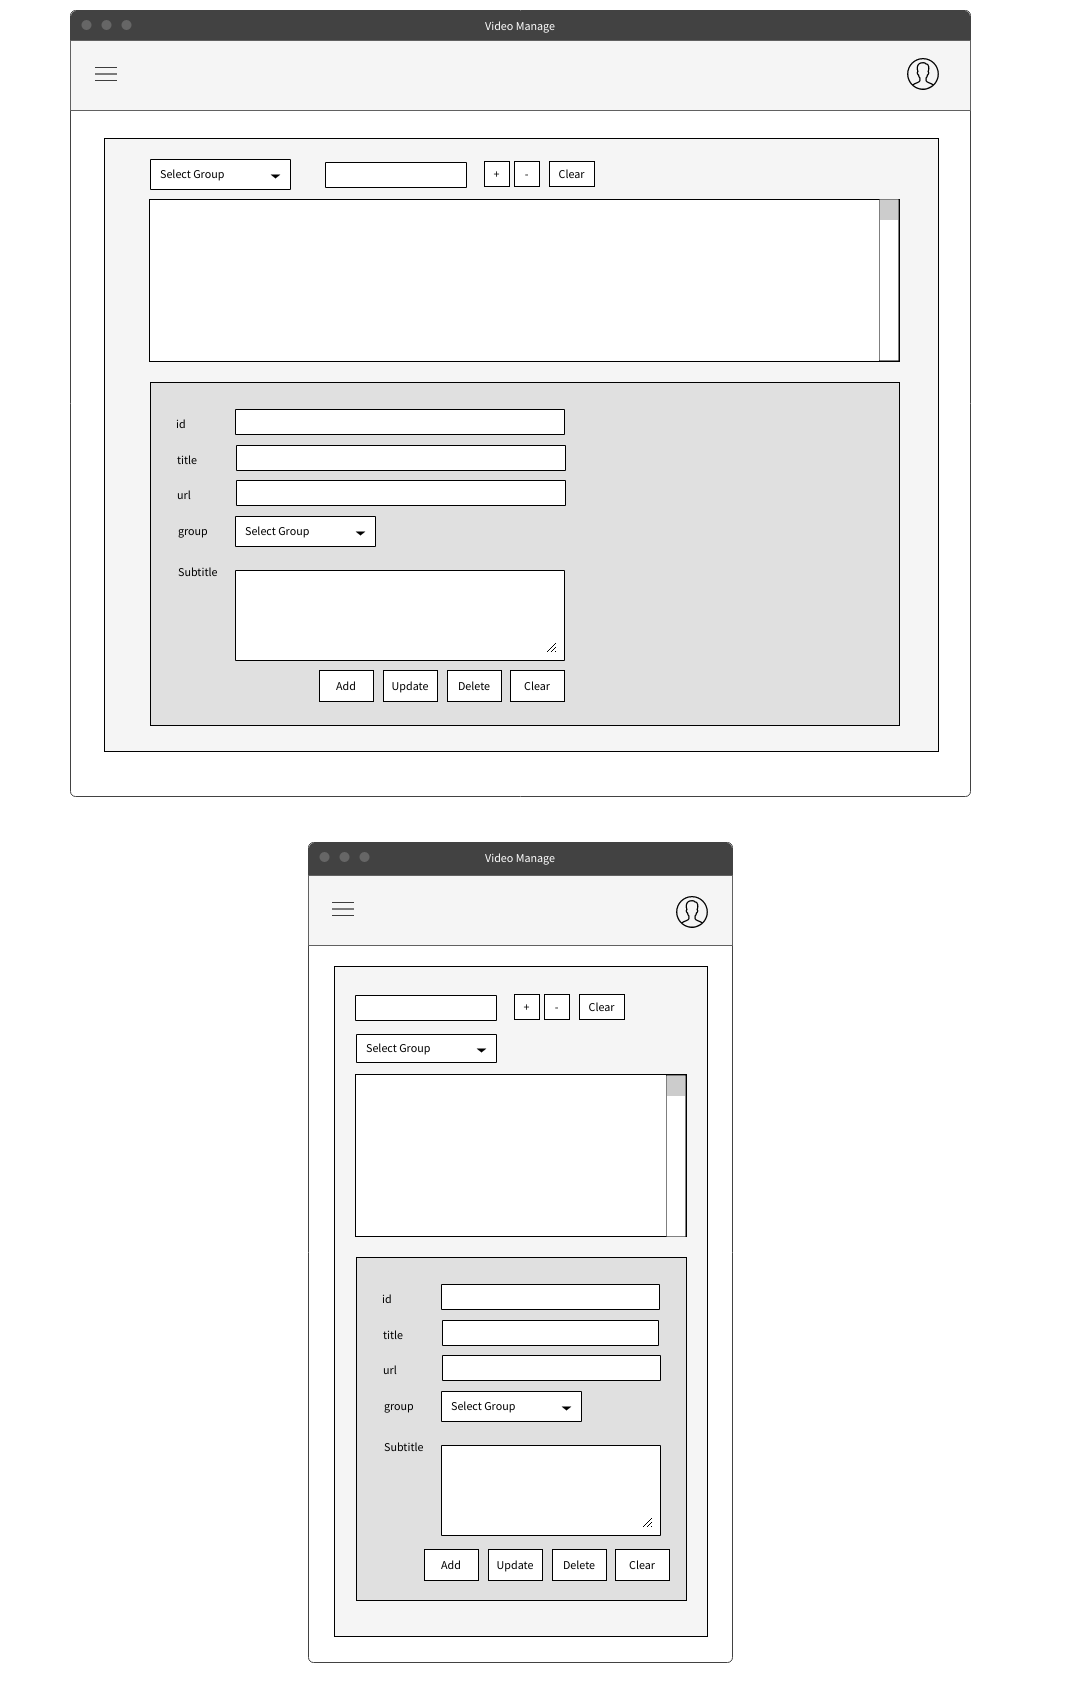 Video Manage
Select Group + - Clear
id
title
url
group Select Group
Subtitle
Add Update Delete Clear
Video Manage
+ - Clear
Select Group
id
title
url
group Select Group
Subtitle
Add Update Delete Clear